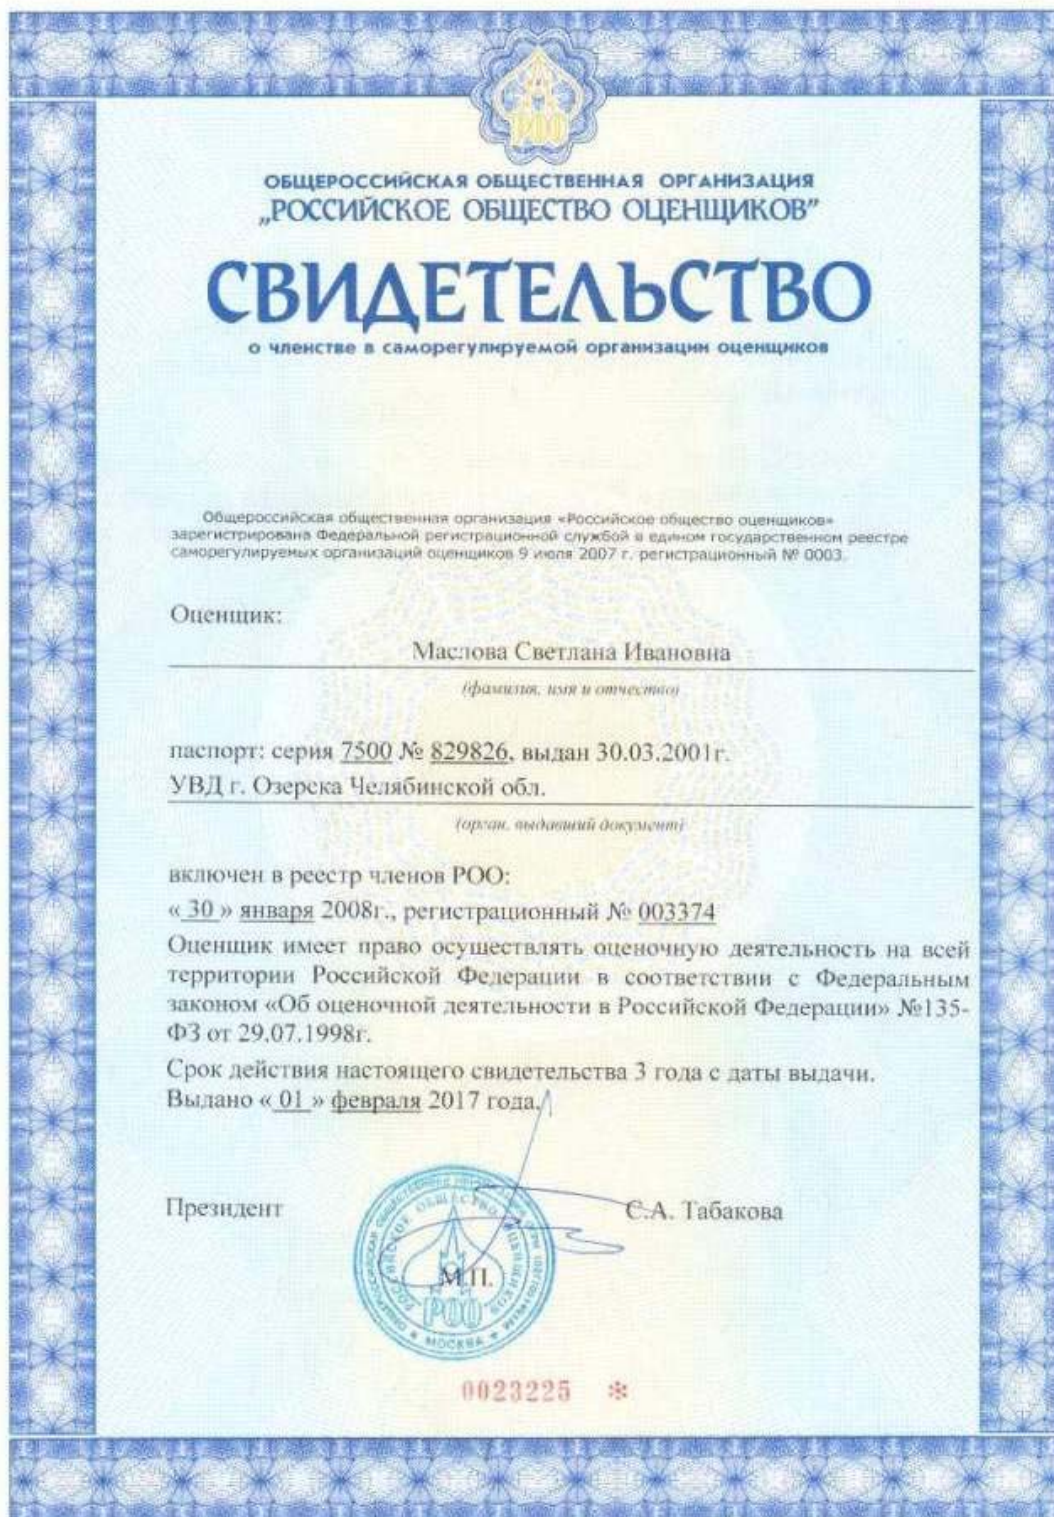 РОО
ОБЩЕРОССИЙСКАЯ ОБЩЕСТВЕННАЯ ОРГАНИЗАЦИЯ
„РОССИЙСКОЕ ОБЩЕСТВО ОЦЕНЩИКОВ”
СВИДЕТЕЛЬСТВО
о членстве в саморегулируемой организации оценщиков
Общероссийская общественная организация «Российское общество оценщиков»
зарегистрирована Федеральной регистрационной службой в едином государственном реестре
саморегулируемых организаций оценщиков 9 июля 2007 г. регистрационный № 0003.
Оценщик:
Маслова Светлана Ивановна
(фамилия, имя и отчество)
паспорт: серия 7500 № 829826, выдан 30.03.2001г.
УВД г. Озерска Челябинской обл.
(орган, выдавший документ)
включен в реестр членов РОО:
« 30 » января 2008г., регистрационный № 003374
Оценщик имеет право осуществлять оценочную деятельность на всей
территории Российской Федерации в соответствии с Федеральным
законом «Об оценочной деятельности в Российской Федерации» №135-
ФЗ от 29.07.1998г.
Срок действия настоящего свидетельства 3 года с даты выдачи.
Выдано « 01 » февраля 2017 года.
Президент
С.А. Табакова
РОССИЙСКОЕ ОБЩЕСТВО ОЦЕНЩИКОВ
М.П.
РОО
* МОСКВА *
0023225 *